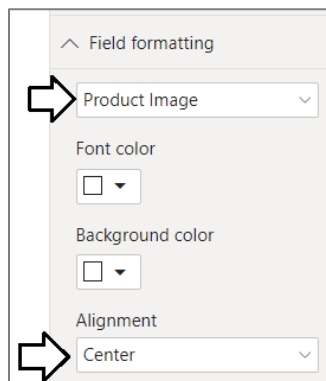 Field formatting
Product Image
Font color
Background color
Alignment
Center